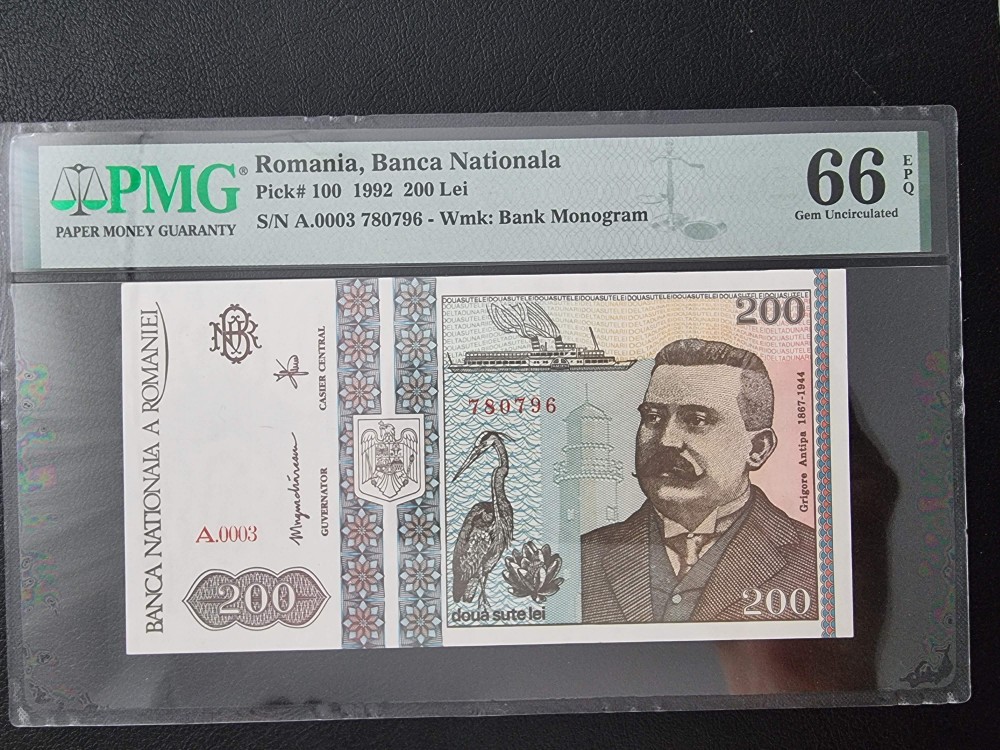 PMG®
PAPER MONEY GUARANTY
Romania, Banca Nationala
Pick# 100 1992 200 Lei
S/N A.0003 780796 - Wmk: Bank Monogram
66
EPQ
Gem Uncirculated
BANCA NATIONALA A ROMANIEI
CASIER CENTRAL
GUVERNATOR
A.0003
200
DOUASUTELEIDOUASUTELEIDOUASUTELEIDOUASUTELEIDOUASUTELEIDOUASUTELEIDOUASUTELE
200
780796
Grigore Antipa 1867-1944
două sute lei
200